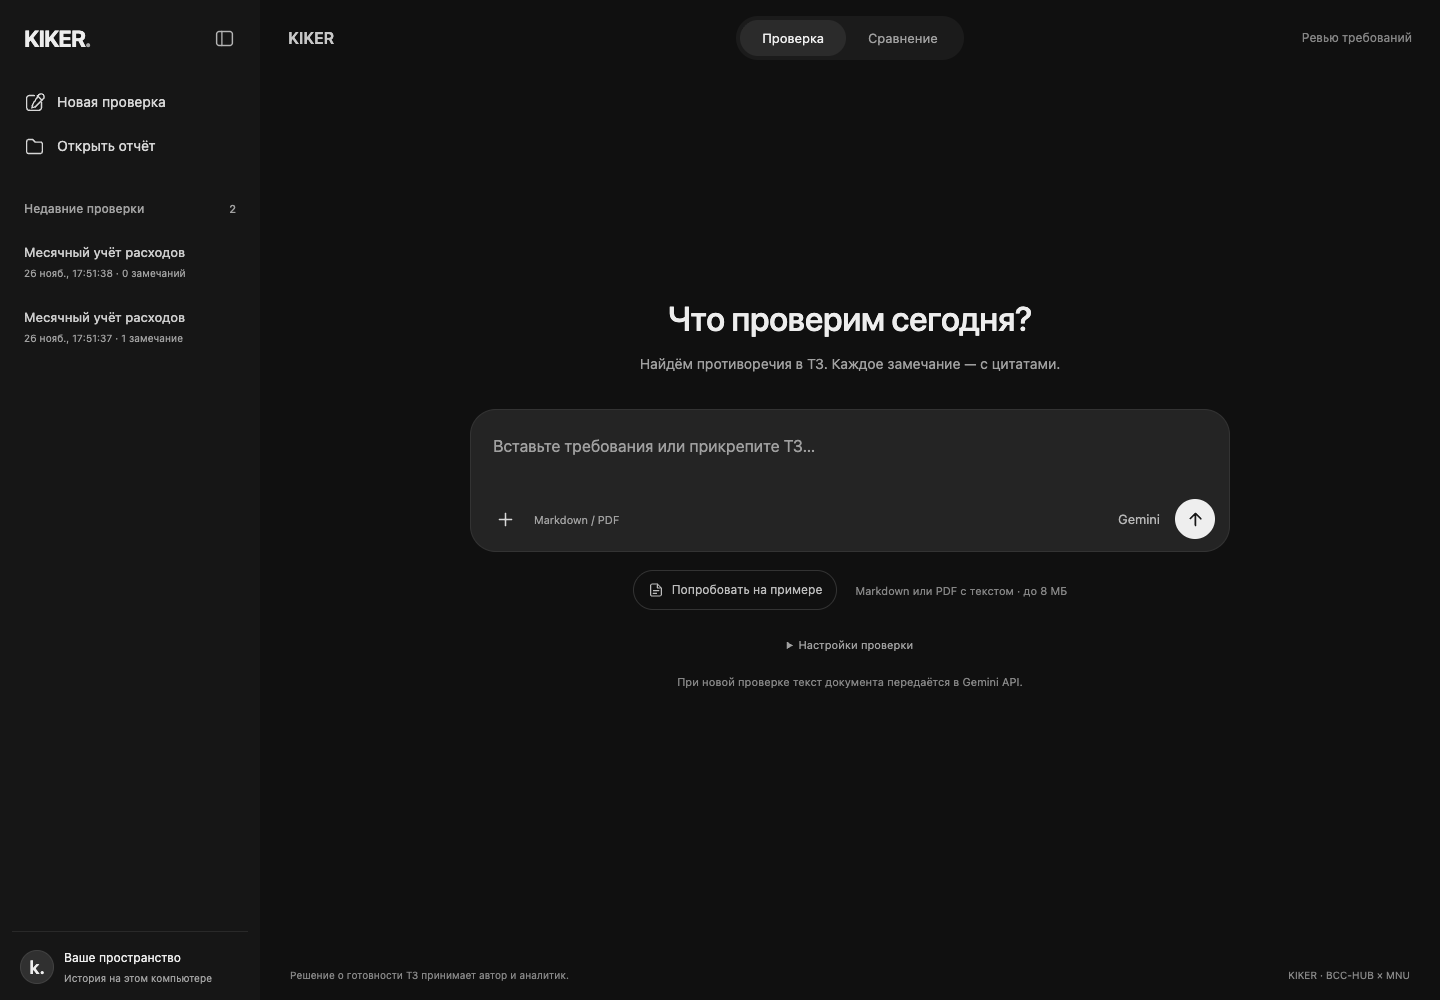 KIKER.
Новая проверка
Открыть отчёт
Недавние проверки 2
Месячный учёт расходов
26 нояб., 17:51:38 · 0 замечаний
Месячный учёт расходов
26 нояб., 17:51:37 · 1 замечание
k.
Ваше пространство
История на этом компьютере
KIKER
Проверка
Сравнение
Ревью требований
Что проверим сегодня?
Найдём противоречия в ТЗ. Каждое замечание — с цитатами.
Вставьте требования или прикрепите ТЗ...
Markdown / PDF
Gemini
Попробовать на примере
Markdown или PDF с текстом · до 8 МБ
Настройки проверки
При новой проверке текст документа передаётся в Gemini API.
Решение о готовности ТЗ принимает автор и аналитик.
KIKER · BCC-HUB × MNU